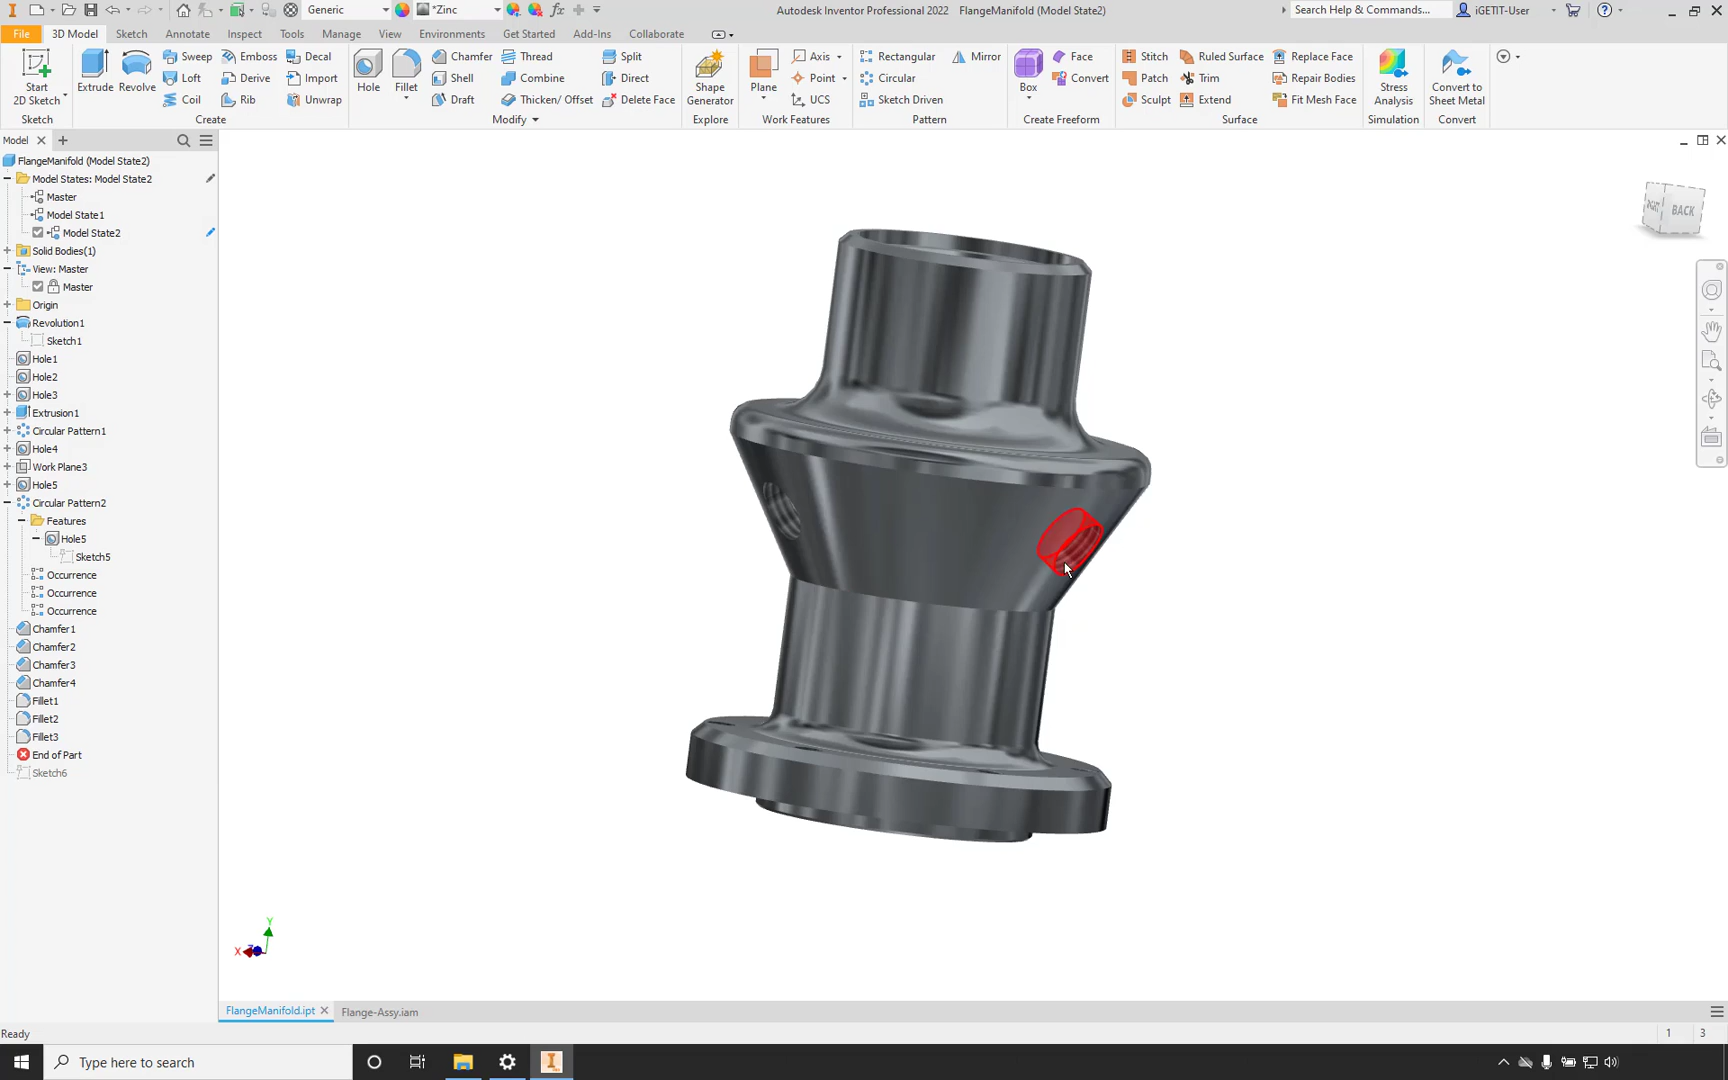 Generic
*Zinc
Autodesk Inventor Professional 2022 FlangeManifold (Model State2)
Search Help & Commands...
iGETIT-User
File
3D Model
Sketch
Annotate
Inspect
Tools
Manage
View
Environments
Get Started
Add-Ins
Collaborate
Start
2D Sketch
Extrude
Revolve
Sweep
Loft
Coil
Emboss
Derive
Rib
Decal
Import
Unwrap
Hole
Fillet
Chamfer
Shell
Draft
Thread
Combine
Thicken/ Offset
Split
Direct
Delete Face
Shape
Generator
Plane
Axis
Point
UCS
Rectangular
Circular
Sketch Driven
Mirror
Box
Face
Convert
Stitch
Patch
Sculpt
Ruled Surface
Trim
Extend
Replace Face
Repair Bodies
Fit Mesh Face
Stress
Analysis
Convert to
Sheet Metal
Sketch
Create
Modify
Explore
Work Features
Pattern
Create Freeform
Surface
Simulation
Convert
Model
FlangeManifold (Model State2)
Model States: Model State2
Master
Model State1
Model State2
Solid Bodies(1)
View: Master
Master
Origin
Revolution1
Sketch1
Hole1
Hole2
Hole3
Extrusion1
Circular Pattern1
Hole4
Work Plane3
Hole5
Circular Pattern2
Features
Hole5
Sketch5
Occurrence
Occurrence
Occurrence
Chamfer1
Chamfer2
Chamfer3
Chamfer4
Fillet1
Fillet2
Fillet3
End of Part
Sketch6
RIGHT
BACK
Y
X
Z
FlangeManifold.ipt
Flange-Assy.iam
Ready
1
3
Type here to search